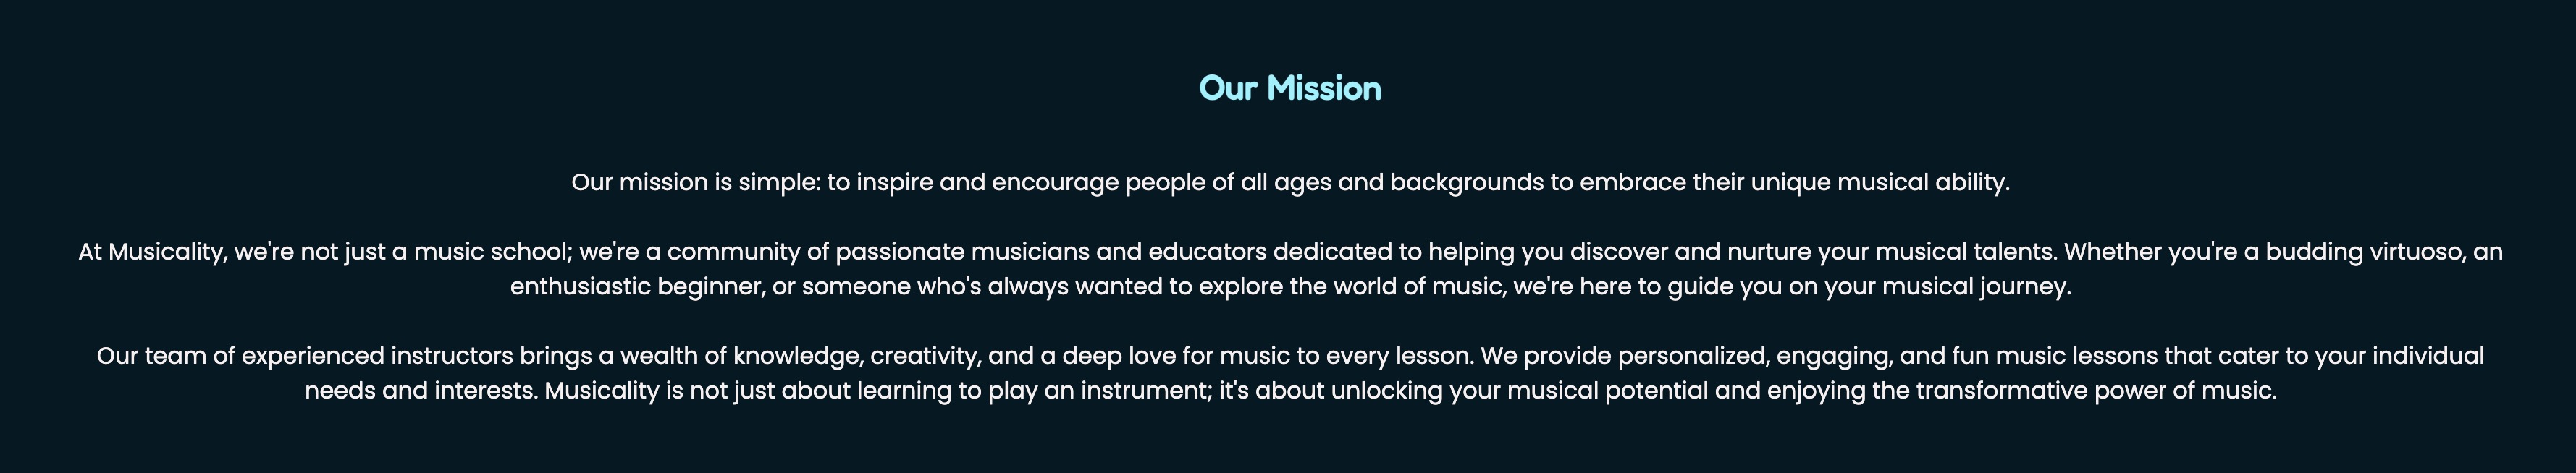 Our Mission
Our mission is simple: to inspire and encourage people of all ages and backgrounds to embrace their unique musical ability.
At Musicality, we're not just a music school; we're a community of passionate musicians and educators dedicated to helping you discover and nurture your musical talents. Whether you're a budding virtuoso, an
enthusiastic beginner, or someone who's always wanted to explore the world of music, we're here to guide you on your musical journey.
Our team of experienced instructors brings a wealth of knowledge, creativity, and a deep love for music to every lesson. We provide personalized, engaging, and fun music lessons that cater to your individual
needs and interests. Musicality is not just about learning to play an instrument; it's about unlocking your musical potential and enjoying the transformative power of music.